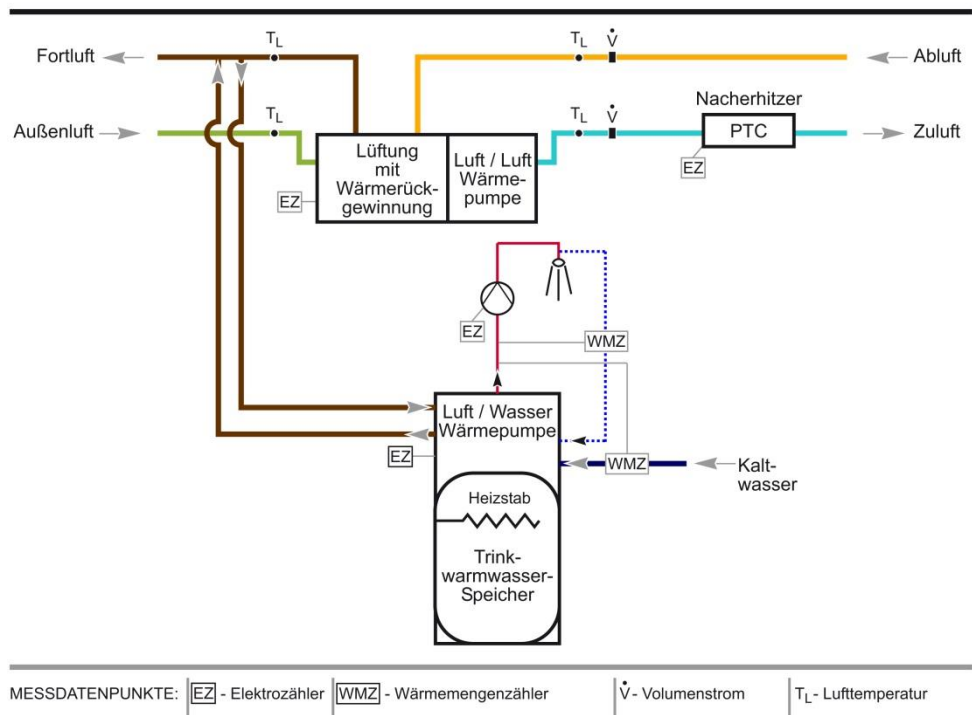 Fortluft
T_L
T_L
V̇
Abluft
Außenluft
T_L
T_L
V̇
Nacherhitzer
PTC
Zuluft
EZ
Lüftung
mit
Wärmerück-
gewinnung
Luft / Luft
Wärme-
pumpe
EZ
EZ
WMZ
Luft / Wasser
Wärmepumpe
EZ
WMZ
Kalt-
wasser
Heizstab
Trink-
warmwasser-
Speicher
MESSDATENPUNKTE: EZ - Elektrozähler WMZ - Wärmemengenzähler V̇ - Volumenstrom T_L - Lufttemperatur